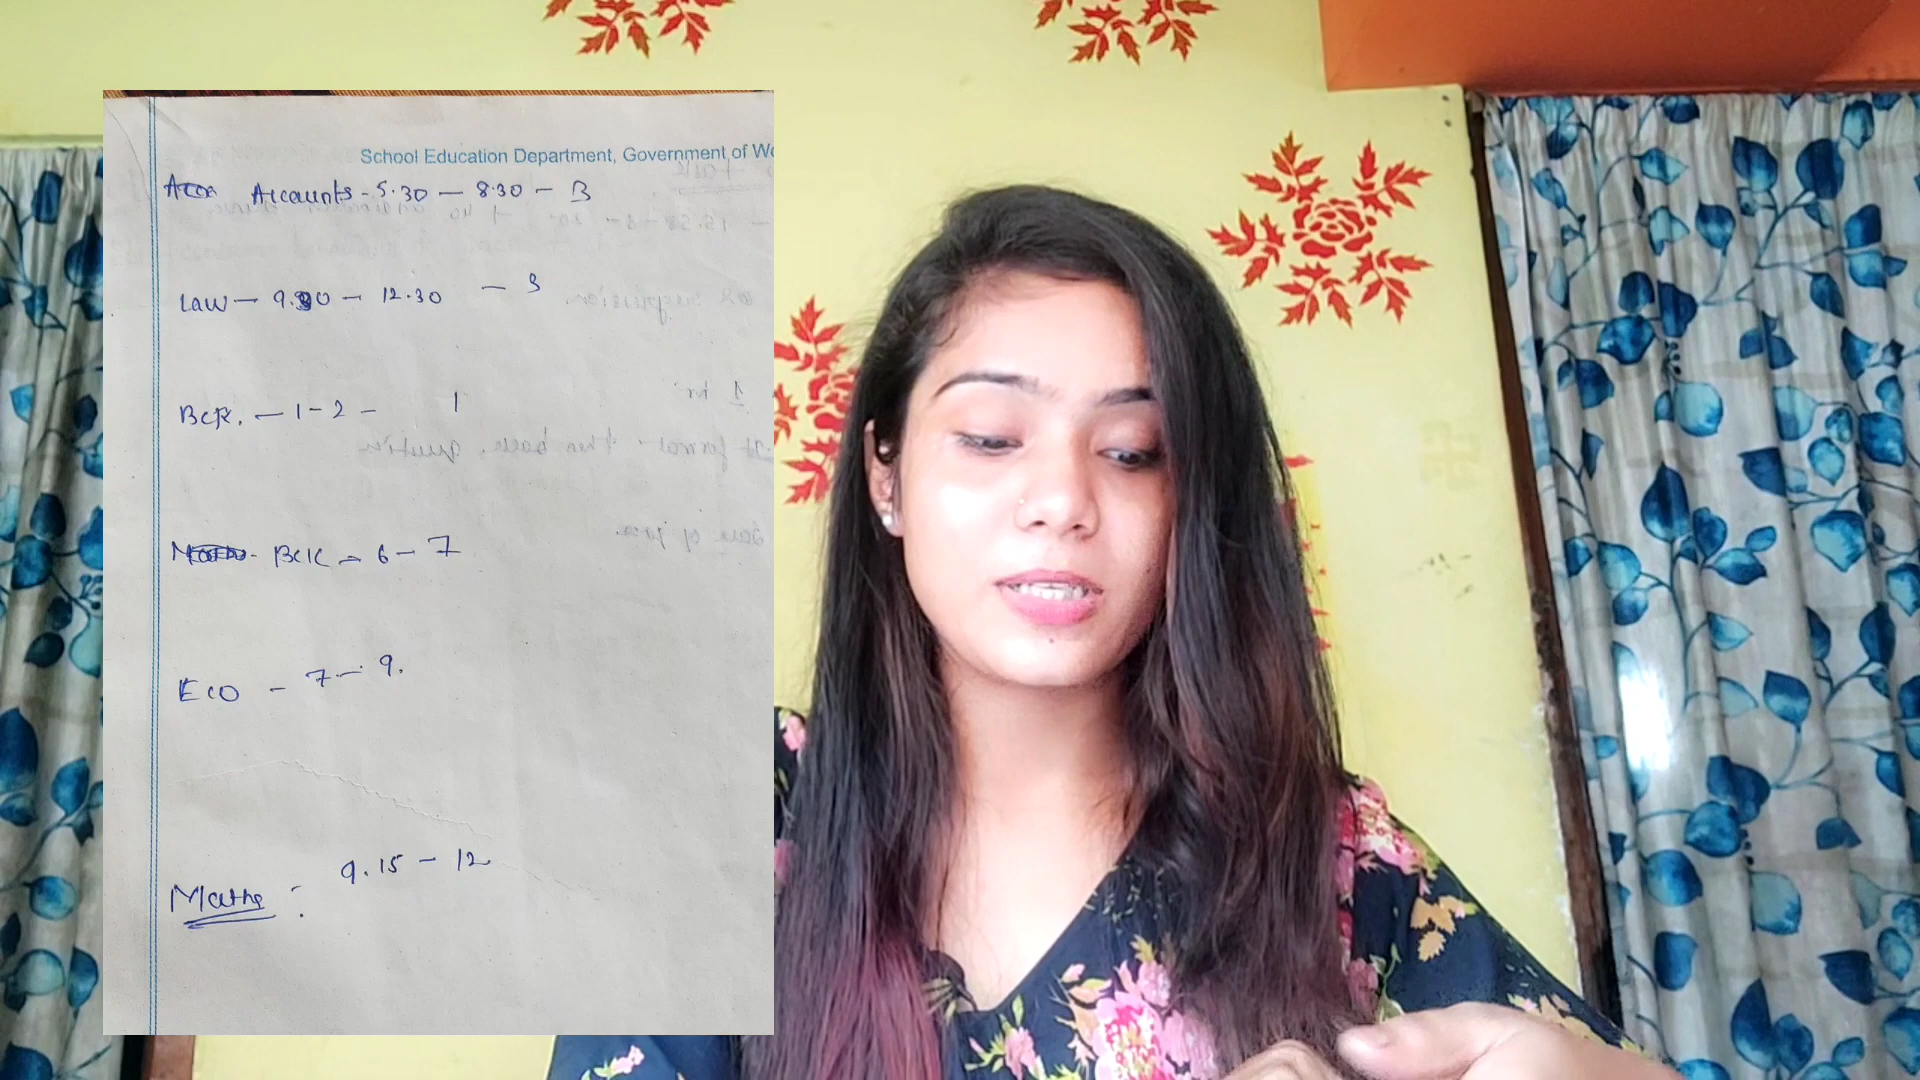 School Education Department, Government of We
Accounts - 5.30 — 8.30 — 3
Law — 9.30 — 12.30 — 3
BCR. — 1 - 2 - 1
BCK — 6 — 7
Eco - 7 — 9.
Maths : 9.15 - 12